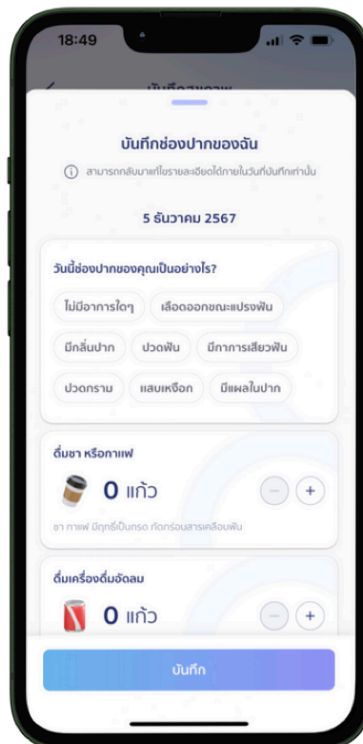 18:49
บันทึกสุขภาพ
บันทึกช่องปากของฉัน
สามารถกลับมาแก้ไขรายละเอียดได้ภายในวันที่บันทึกเท่านั้น
5 ธันวาคม 2567
วันนี้ช่องปากของคุณเป็นอย่างไร?
ไม่มีอาการใดๆ เลือดออกขณะแปรงฟัน
มีกลิ่นปาก ปวดฟัน มีกาการเสียวฟัน
ปวดกราม แสบเหงือก มีแผลในปาก
ดื่มชา หรือกาแฟ
0 แก้ว − +
ชา กาแฟ มีฤทธิ์เป็นกรด กัดกร่อนสารเคลือบฟัน
ดื่มเครื่องดื่มอัดลม
0 แก้ว − +
บันทึก